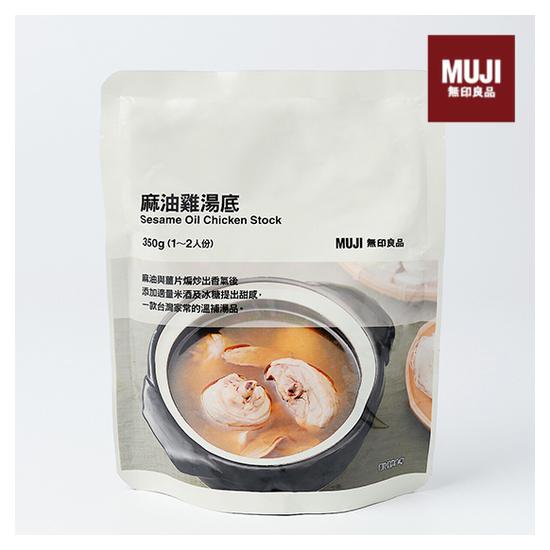 MUJI
無印良品
麻油雞湯底
Sesame Oil Chicken Stock
350g (1～2人份)
MUJI 無印良品
麻油與薑片煸炒出香氣後
添加適量米酒及冰糖提出甜感，
一款台灣家常的溫補湯品。